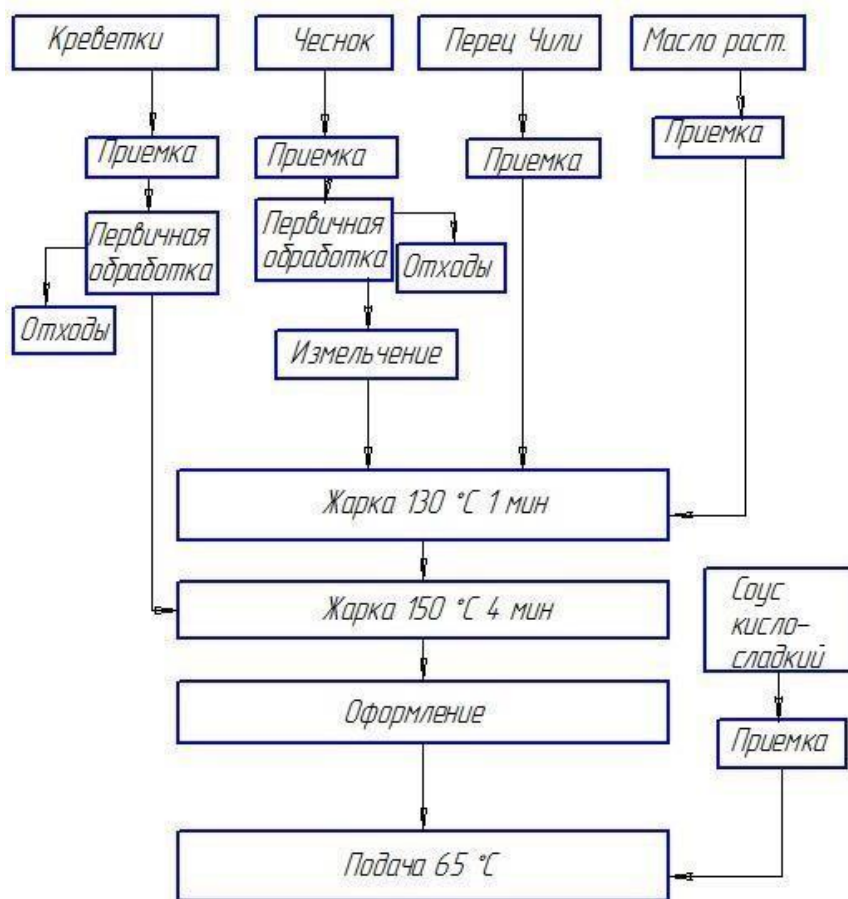 Креветки
Чеснок
Перец Чили
Масло раст.
Приемка
Приемка
Приемка
Приемка
Первичная
обработка
Первичная
обработка
Отходы
Отходы
Измельчение
Жарка 130 °С 1 мин
Жарка 150 °С 4 мин
Соус
кисло-
сладкий
Оформление
Приемка
Подача 65 °С